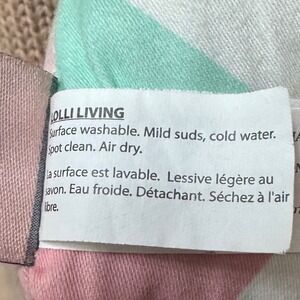 LOLLI LIVING
Surface washable. Mild suds, cold water.
Spot clean. Air dry.
La surface est lavable. Lessive légère au
savon. Eau froide. Détachant. Séchez à l'air
libre.